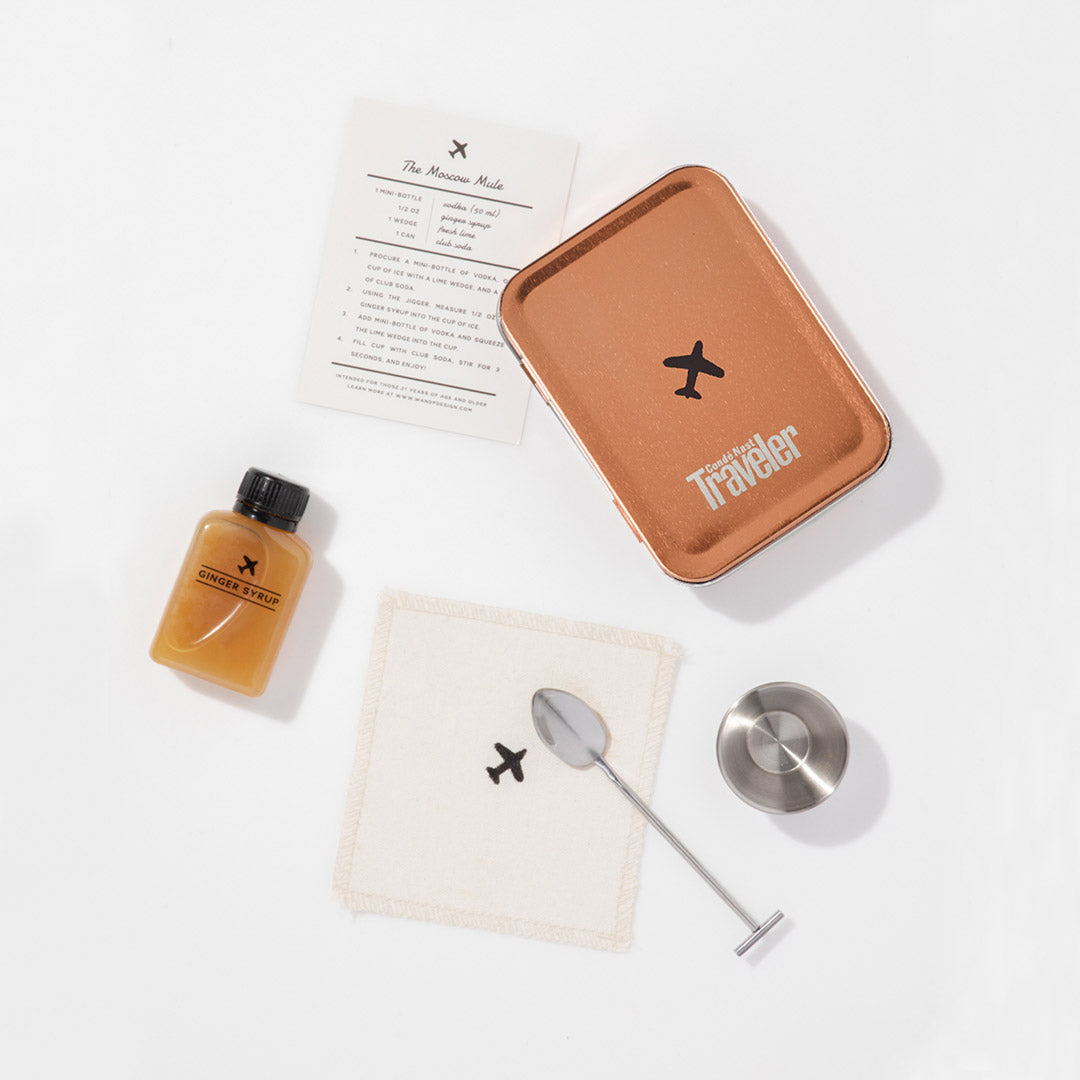 The Moscow Mule
1 MINI-BOTTLE vodka (50 ml)
1/2 OZ ginger syrup
1 WEDGE fresh lime
1 CAN club soda
1. PROCURE A MINI-BOTTLE OF VODKA,
CUP OF ICE WITH A LIME WEDGE, AND A
OF CLUB SODA.
2. USING THE JIGGER, MEASURE 1/2 OZ
GINGER SYRUP INTO THE CUP OF ICE.
3. ADD MINI-BOTTLE OF VODKA AND SQUEEZE
THE LIME WEDGE INTO THE CUP.
4. FILL CUP WITH CLUB SODA, STIR FOR 3
SECONDS, AND ENJOY!
INTENDED FOR THOSE 21 YEARS OF AGE AND OLDER
LEARN MORE AT WWW.WANDPDESIGN.COM
Condé Nast
Traveler
GINGER SYRUP